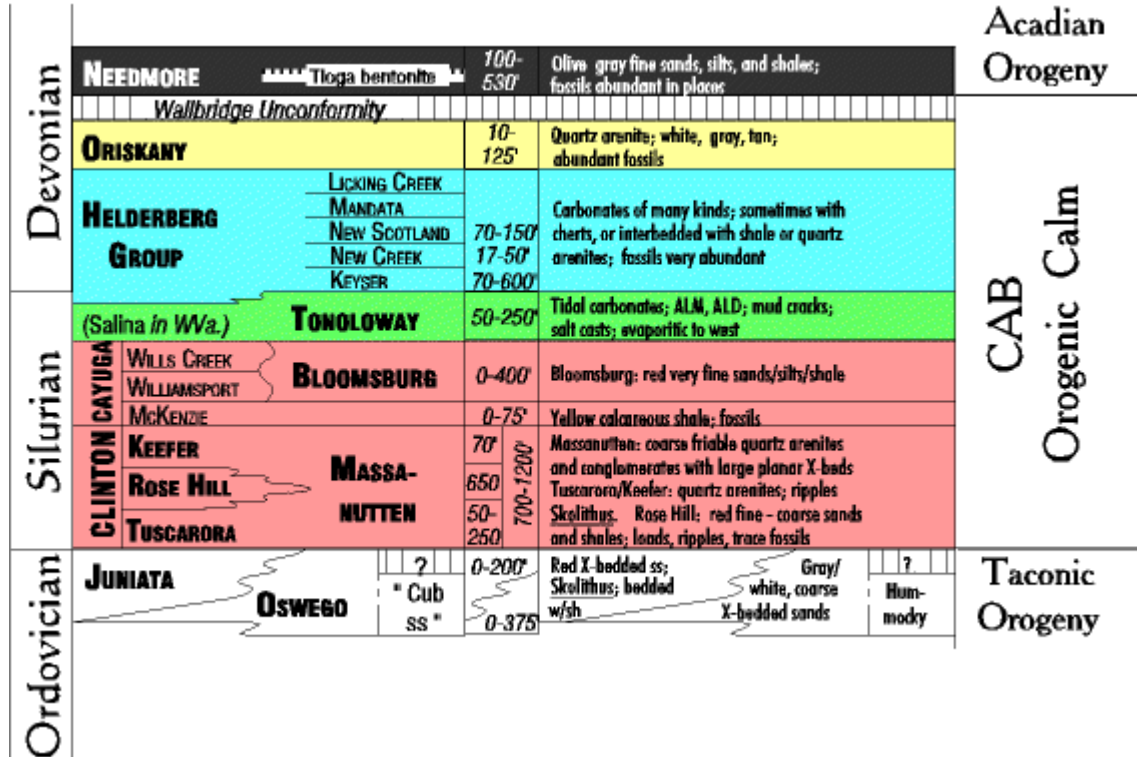 Acadian
Orogeny
Devonian
NEEDMORE
Tioga bentonite
100-
530'
Olive gray fine sands, silts, and shales;
fossils abundant in places
Wallbridge Unconformity
ORISKANY
10-
125'
Quartz arenite; white, gray, tan;
abundant fossils
HELDERBERG
GROUP
LICKING CREEK
MANDATA
NEW SCOTLAND
NEW CREEK
KEYSER
70-150'
17-50'
70-600'
Carbonates of many kinds; sometimes with
cherts, or interbedded with shale or quartz
arenites; fossils very abundant
CAB
Orogenic Calm
Silurian
(Salina in WVa.)
TONOLOWAY
50-250'
Tidal carbonates; ALM, ALD; mud cracks;
salt casts; evaporitic to west
CAYUGA
WILLS CREEK
WILLIAMSPORT
BLOOMSBURG
0-400'
Bloomsburg: red very fine sands/silts/shale
McKENZIE
0-75'
Yellow calcareous shale; fossils
CLINTON
KEEFER
ROSE HILL
TUSCARORA
MASSA-
NUTTEN
70'
650
50-
250
700-1200'
Massanutten: coarse friable quartz arenites
and conglomerates with large planar X-beds
Tuscarora/Keefer: quartz arenites; ripples
Skolithus. Rose Hill: red fine - coarse sands
and shales; loads, ripples, trace fossils
Ordovician
JUNIATA
OSWEGO
?
" Cub
ss "
0-200'
0-375'
Red X-bedded ss;
Skolithus; bedded
w/sh
Gray/
white, coarse
X-bedded sands
?
Hum-
mocky
Taconic
Orogeny